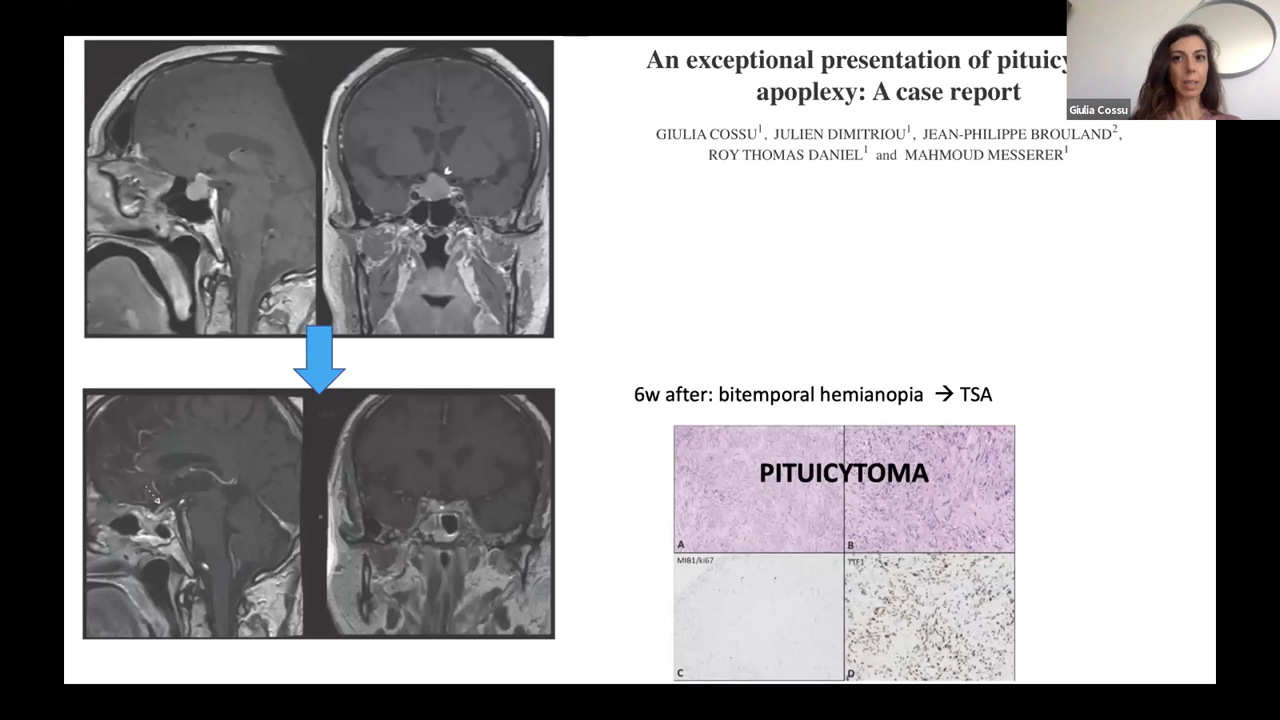 An exceptional presentation of
apoplexy: A case report
Giulia Cossu
GIULIA COSSU1, JULIEN DIMITRIOU1, JEAN-PHILIPPE BROULAND2,
ROY THOMAS DANIEL1 and MAHMOUD MESSERER1
6w after: bitemporal hemianopia → TSA
PITUICYTOMA
A B
MIB1/ki67 TTF1
C D